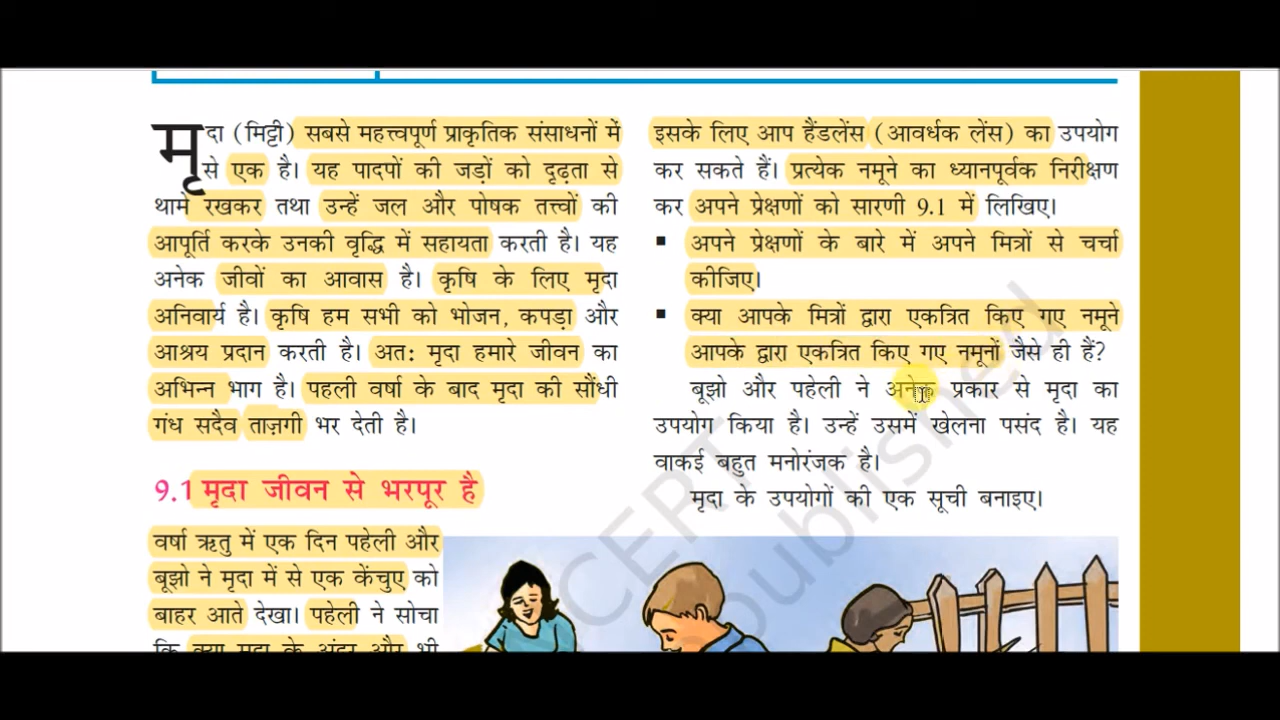 मृदा (मिट्टी) सबसे महत्त्वपूर्ण प्राकृतिक संसाधनों में
से एक है। यह पादपों की जड़ों को दृढ़ता से
थामे रखकर तथा उन्हें जल और पोषक तत्त्वों की
आपूर्ति करके उनकी वृद्धि में सहायता करती है। यह
अनेक जीवों का आवास है। कृषि के लिए मृदा
अनिवार्य है। कृषि हम सभी को भोजन, कपड़ा और
आश्रय प्रदान करती है। अत: मृदा हमारे जीवन का
अभिन्न भाग है। पहली वर्षा के बाद मृदा की सौंधी
गंध सदैव ताज़गी भर देती है।
9.1 मृदा जीवन से भरपूर है
वर्षा ऋतु में एक दिन पहेली और
बूझो ने मृदा में से एक केंचुए को
बाहर आते देखा। पहेली ने सोचा
कि क्या मृदा के अंदर और भी
इसके लिए आप हैंडलेंस (आवर्धक लेंस) का उपयोग
कर सकते हैं। प्रत्येक नमूने का ध्यानपूर्वक निरीक्षण
कर अपने प्रेक्षणों को सारणी 9.1 में लिखिए।
▪ अपने प्रेक्षणों के बारे में अपने मित्रों से चर्चा
कीजिए।
▪ क्या आपके मित्रों द्वारा एकत्रित किए गए नमूने
आपके द्वारा एकत्रित किए गए नमूनों जैसे ही हैं?
बूझो और पहेली ने अनेक प्रकार से मृदा का
उपयोग किया है। उन्हें उसमें खेलना पसंद है। यह
वाकई बहुत मनोरंजक है।
मृदा के उपयोगों की एक सूची बनाइए।